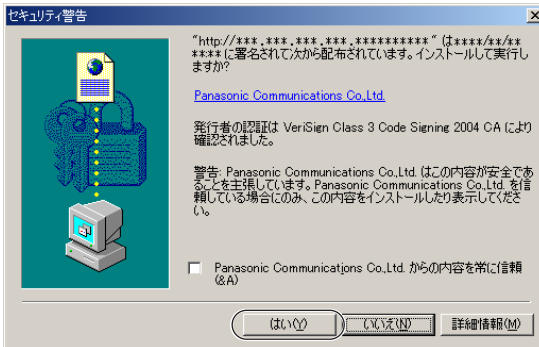 セキュリティ警告
"http://***.***.***.***.**********" (は****/**/**
**:** に署名されて次から配布されています。インストールして実行し
ますか?
Panasonic Communications Co.,Ltd.
発行者の認証は VeriSign Class 3 Code Signing 2004 CA により
確認されました。
警告: Panasonic Communications Co.,Ltd. はこの内容が安全であ
ることを主張しています。Panasonic Communications Co.,Ltd. を信
頼している場合にのみ、この内容をインストールしたり表示してくださ
い。
Panasonic Communications Co.,Ltd. からの内容を常に信頼
(&A)
はい(Y)
いいえ(N)
詳細情報(M)